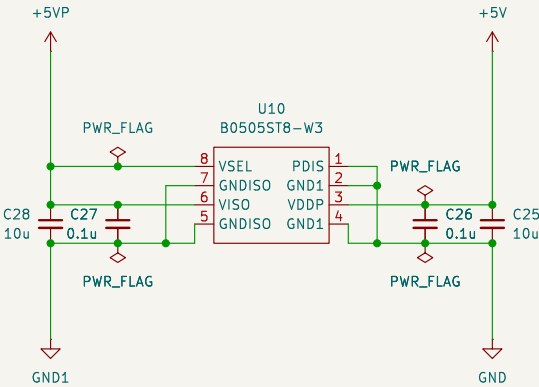 +5VP
+5V
U10
B0505ST8-W3
PWR_FLAG
PWR_FLAG
8 VSEL PDIS 1
7 GNDISO GND1 2
6 VISO VDDP 3
5 GNDISO GND1 4
C28 C27 C26 C25
10u 0.1u 0.1u 10u
PWR_FLAG PWR_FLAG
GND1 GND